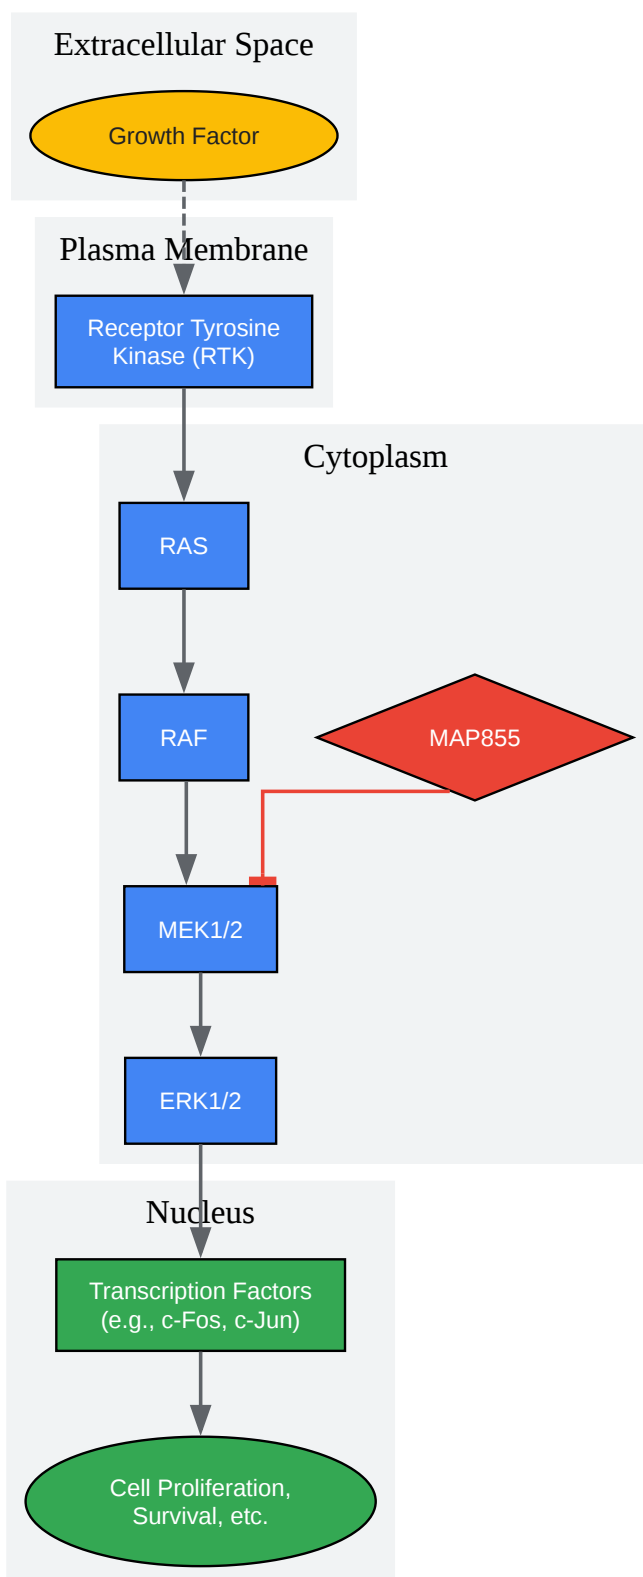 Extracellular Space
Growth Factor
Plasma Membrane
Receptor Tyrosine
Kinase (RTK)
Cytoplasm
RAS
RAF
MAP855
MEK1/2
ERK1/2
Nucleus
Transcription Factors
(e.g., c-Fos, c-Jun)
Cell Proliferation,
Survival, etc.